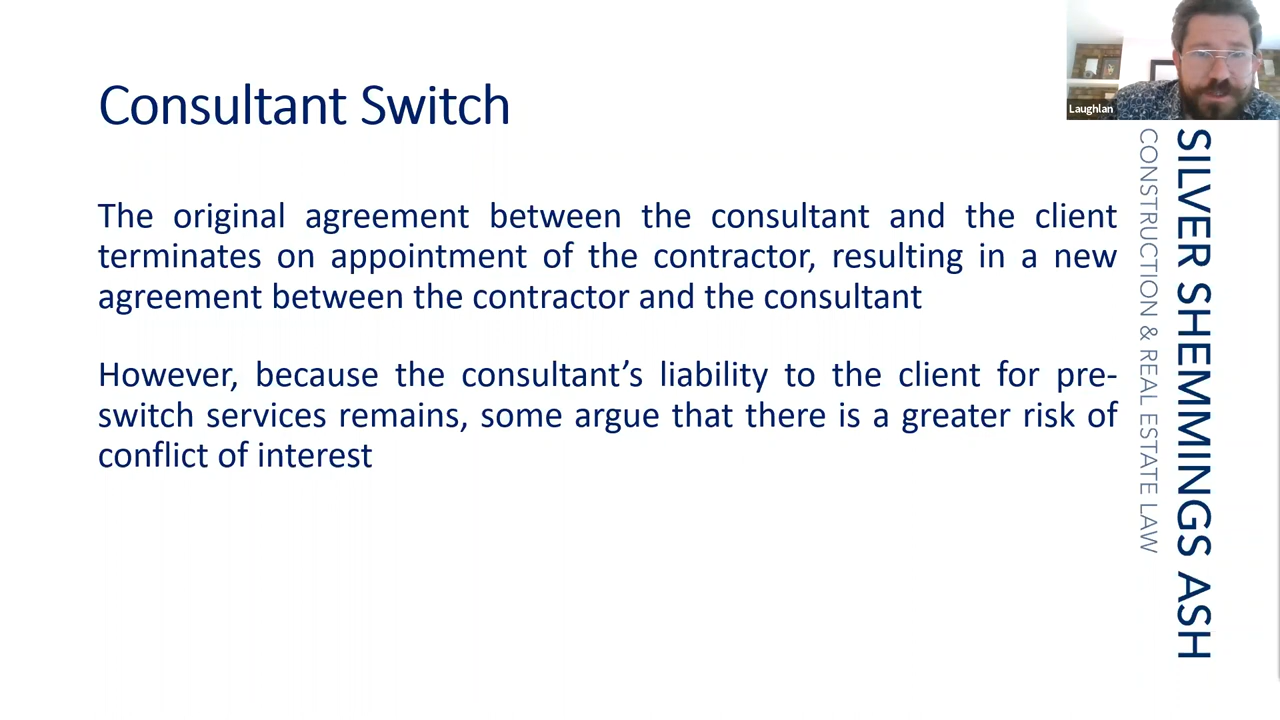 Consultant Switch
The original agreement between the consultant and the client
terminates on appointment of the contractor, resulting in a new
agreement between the contractor and the consultant
However, because the consultant’s liability to the client for pre-
switch services remains, some argue that there is a greater risk of
conflict of interest
Laughlan
SILVER SHEMMINGS ASH
CONSTRUCTION & REAL ESTATE LAW